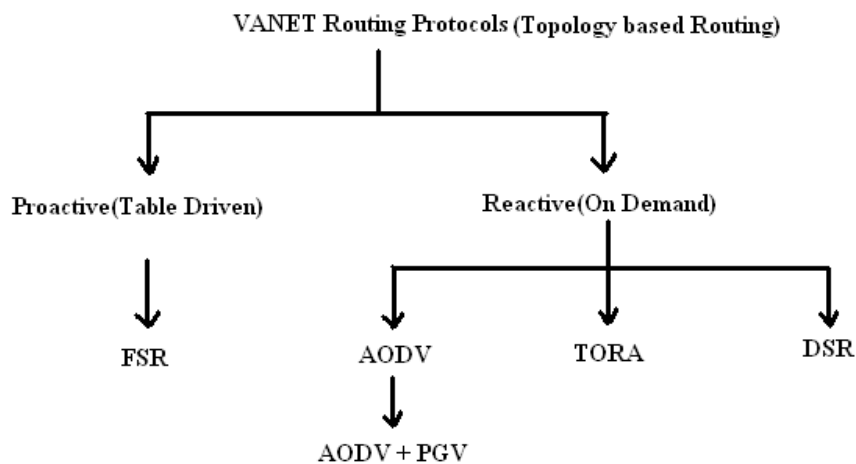 VANET Routing Protocols (Topology based Routing)
Proactive(Table Driven)
Reactive(On Demand)
FSR
AODV
TORA
DSR
AODV + PGV